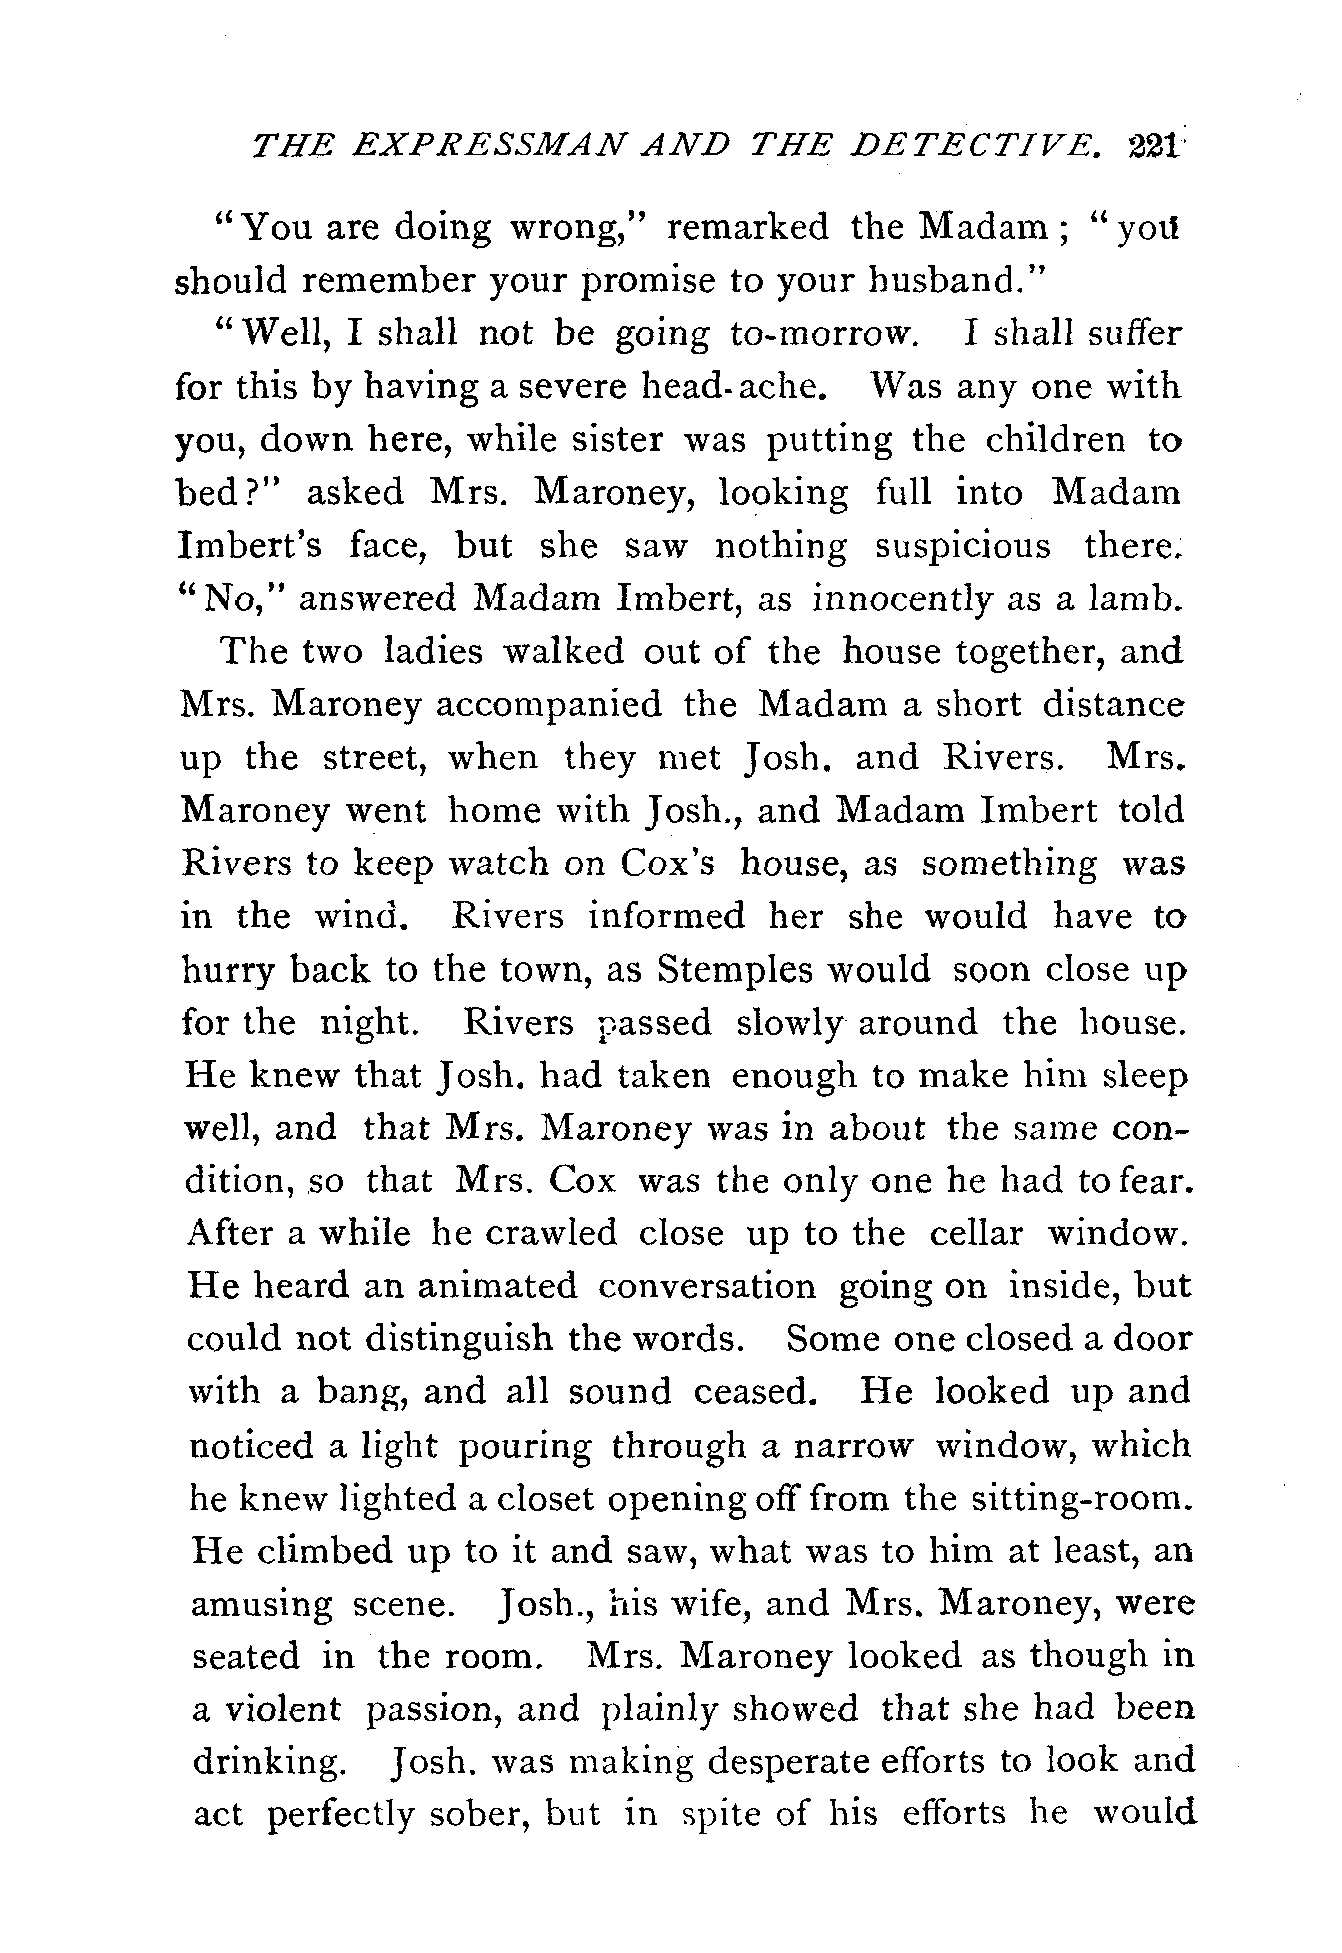 THE EXPRESSMAN AND THE DETECTIVE. 221
"You are doing wrong," remarked the Madam; "you
should remember your promise to your husband."
"Well, I shall not be going to-morrow. I shall suffer
for this by having a severe head-ache. Was any one with
you, down here, while sister was putting the children to
bed?" asked Mrs. Maroney, looking full into Madam
Imbert's face, but she saw nothing suspicious there.
"No," answered Madam Imbert, as innocently as a lamb.
The two ladies walked out of the house together, and
Mrs. Maroney accompanied the Madam a short distance
up the street, when they met Josh. and Rivers. Mrs.
Maroney went home with Josh., and Madam Imbert told
Rivers to keep watch on Cox's house, as something was
in the wind. Rivers informed her she would have to
hurry back to the town, as Stemples would soon close up
for the night. Rivers passed slowly around the house.
He knew that Josh. had taken enough to make him sleep
well, and that Mrs. Maroney was in about the same con-
dition, so that Mrs. Cox was the only one he had to fear.
After a while he crawled close up to the cellar window.
He heard an animated conversation going on inside, but
could not distinguish the words. Some one closed a door
with a bang, and all sound ceased. He looked up and
noticed a light pouring through a narrow window, which
he knew lighted a closet opening off from the sitting-room.
He climbed up to it and saw, what was to him at least, an
amusing scene. Josh., his wife, and Mrs. Maroney, were
seated in the room. Mrs. Maroney looked as though in
a violent passion, and plainly showed that she had been
drinking. Josh. was making desperate efforts to look and
act perfectly sober, but in spite of his efforts he would